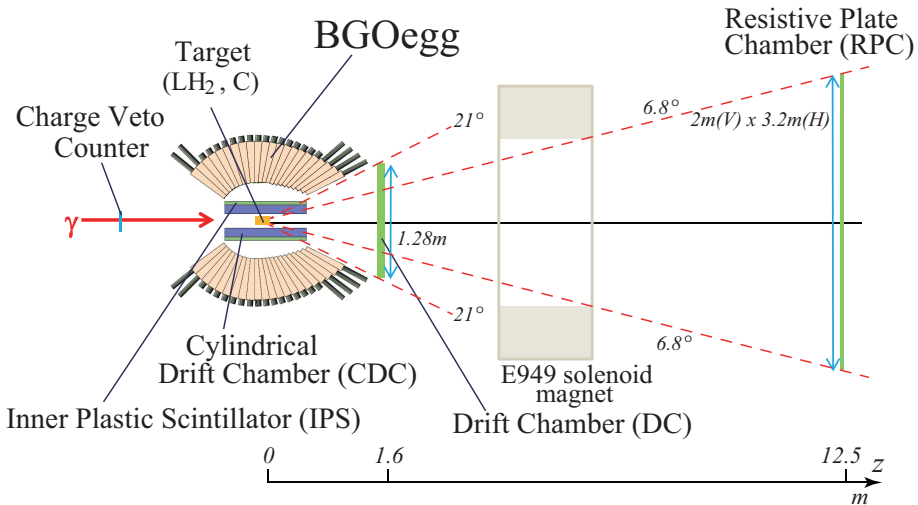 BGOegg
Resistive Plate
Chamber (RPC)
Target
(LH2 , C)
Charge Veto
Counter
21°
6.8°
2m(V) x 3.2m(H)
γ
1.28m
21°
6.8°
Cylindrical
Drift Chamber (CDC)
E949 solenoid
magnet
Inner Plastic Scintillator (IPS)
Drift Chamber (DC)
0
1.6
12.5
z
m